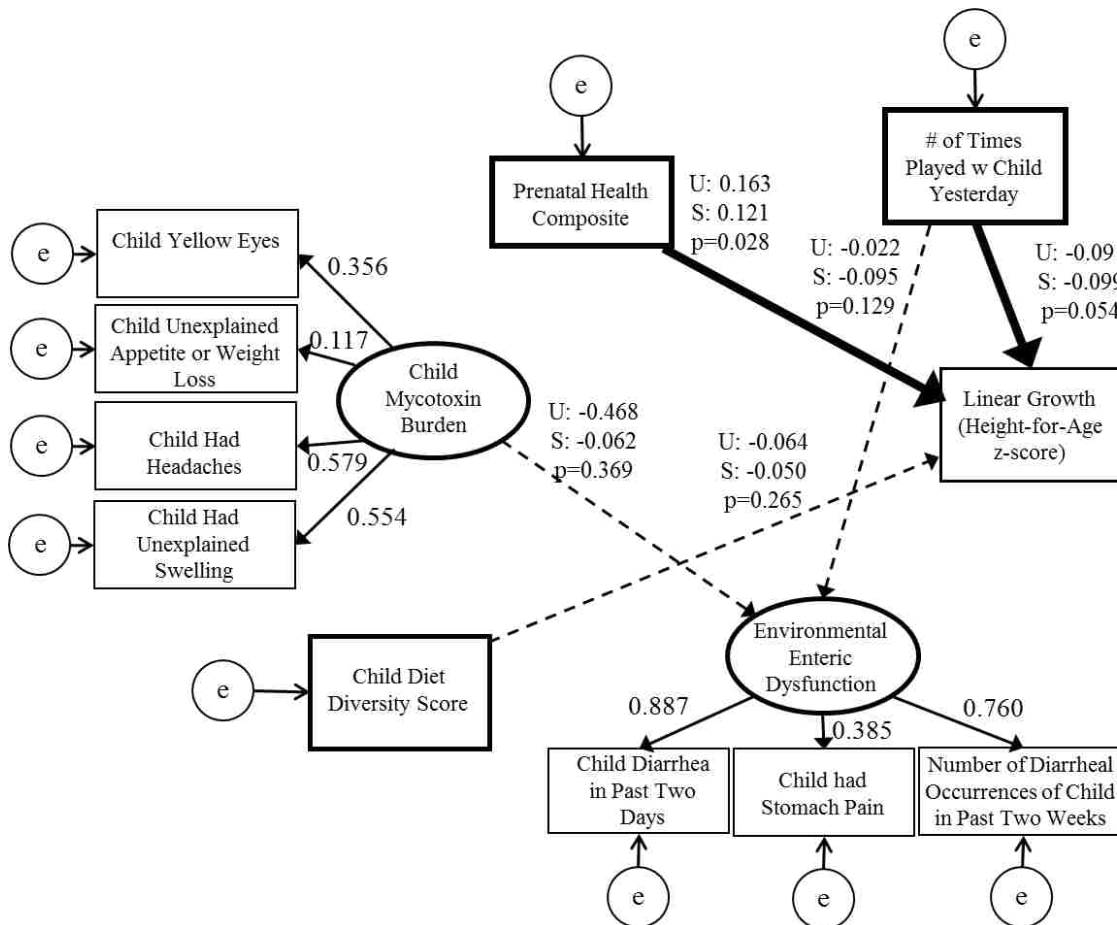 e
e
# of Times
Played w Child
Yesterday
Prenatal Health
Composite
U: 0.163
S: 0.121
p=0.028
U: -0.022
S: -0.095
p=0.129
U: -0.09
S: -0.099
p=0.054
e
Child Yellow Eyes
0.356
e
Child Unexplained
Appetite or Weight
Loss
0.117
Child
Mycotoxin
Burden
e
Child Had
Headaches
0.579
e
Child Had
Unexplained
Swelling
0.554
U: -0.468
S: -0.062
p=0.369
U: -0.064
S: -0.050
p=0.265
Linear Growth
(Height-for-Age
z-score)
e
Child Diet
Diversity Score
Environmental
Enteric
Dysfunction
0.887
0.385
0.760
Child Diarrhea
in Past Two
Days
Child had
Stomach Pain
Number of Diarrheal
Occurrences of Child
in Past Two Weeks
e
e
e